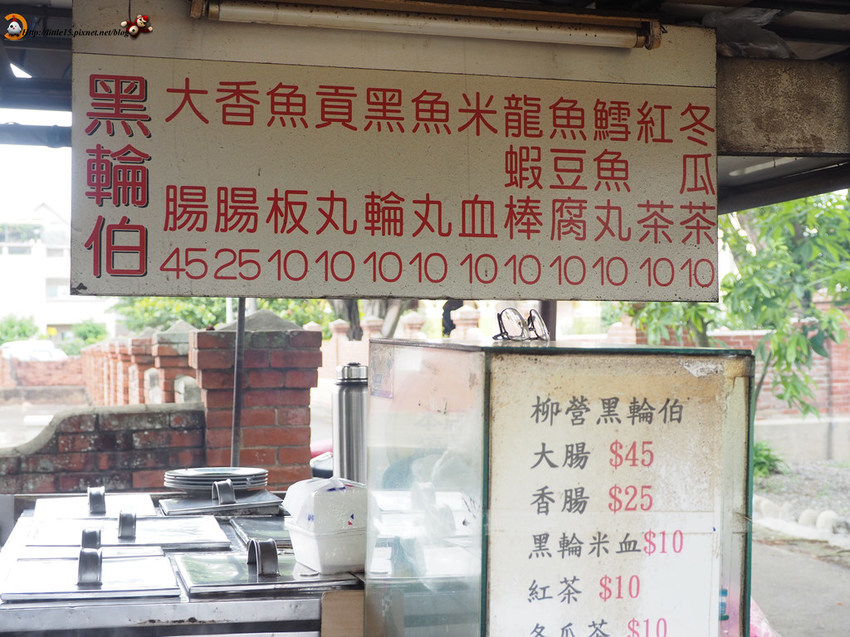 http://little15.pixnet.net/blog
黑輪伯
大腸 45
香腸 25
魚板 10
貢丸 10
黑輪 10
魚丸 10
米血 10
龍蝦棒 10
魚豆腐 10
鱈魚丸 10
紅茶 10
冬瓜茶 10
柳營黑輪伯
大腸 $45
香腸 $25
黑輪米血$10
紅茶 $10
冬瓜茶 $10